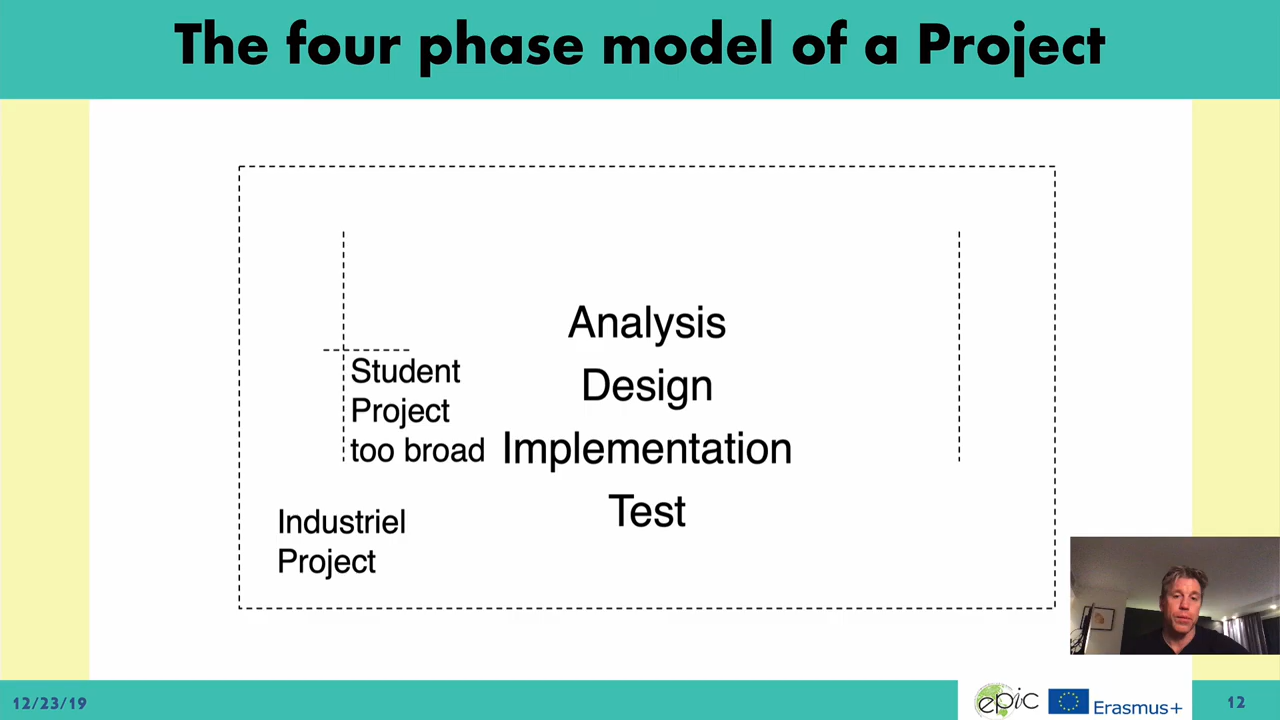 The four phase model of a Project
Analysis
Design
Implementation
Test
Student
Project
too broad
Industriel
Project
12/23/19
epic
Erasmus+
12